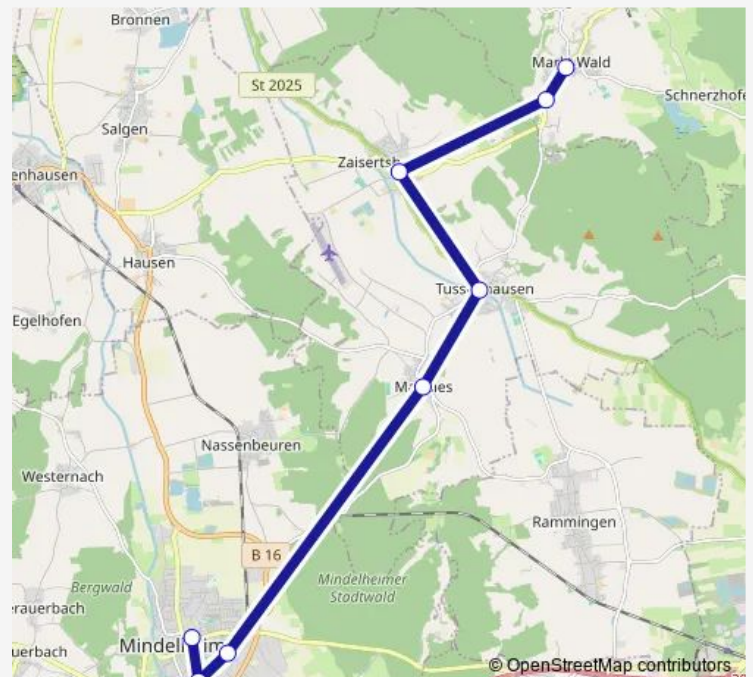 Bronnen
St 2025
Wald
Schnerzhofe
Salgen
Zaisertsh
enhausen
Hausen
Tuss hausen
Egelhofen
Nassenbeuren
Westernach
Rammingen
B 16
Bergwald
Mindelheimer
Stadtwald
erauerbach
Mindelh im
uerbach
© OpenStreetMap contributors